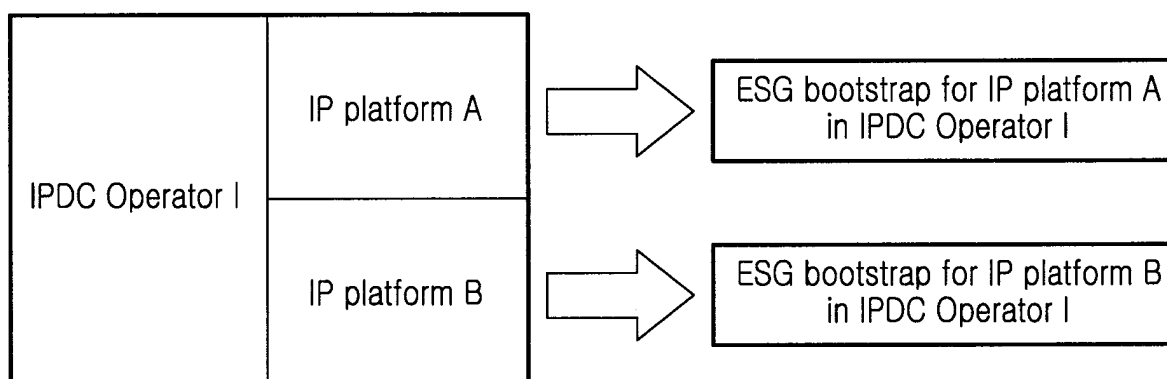 IPDC Operator I
IP platform A
ESG bootstrap for IP platform A
in IPDC Operator I
IP platform B
ESG bootstrap for IP platform B
in IPDC Operator I